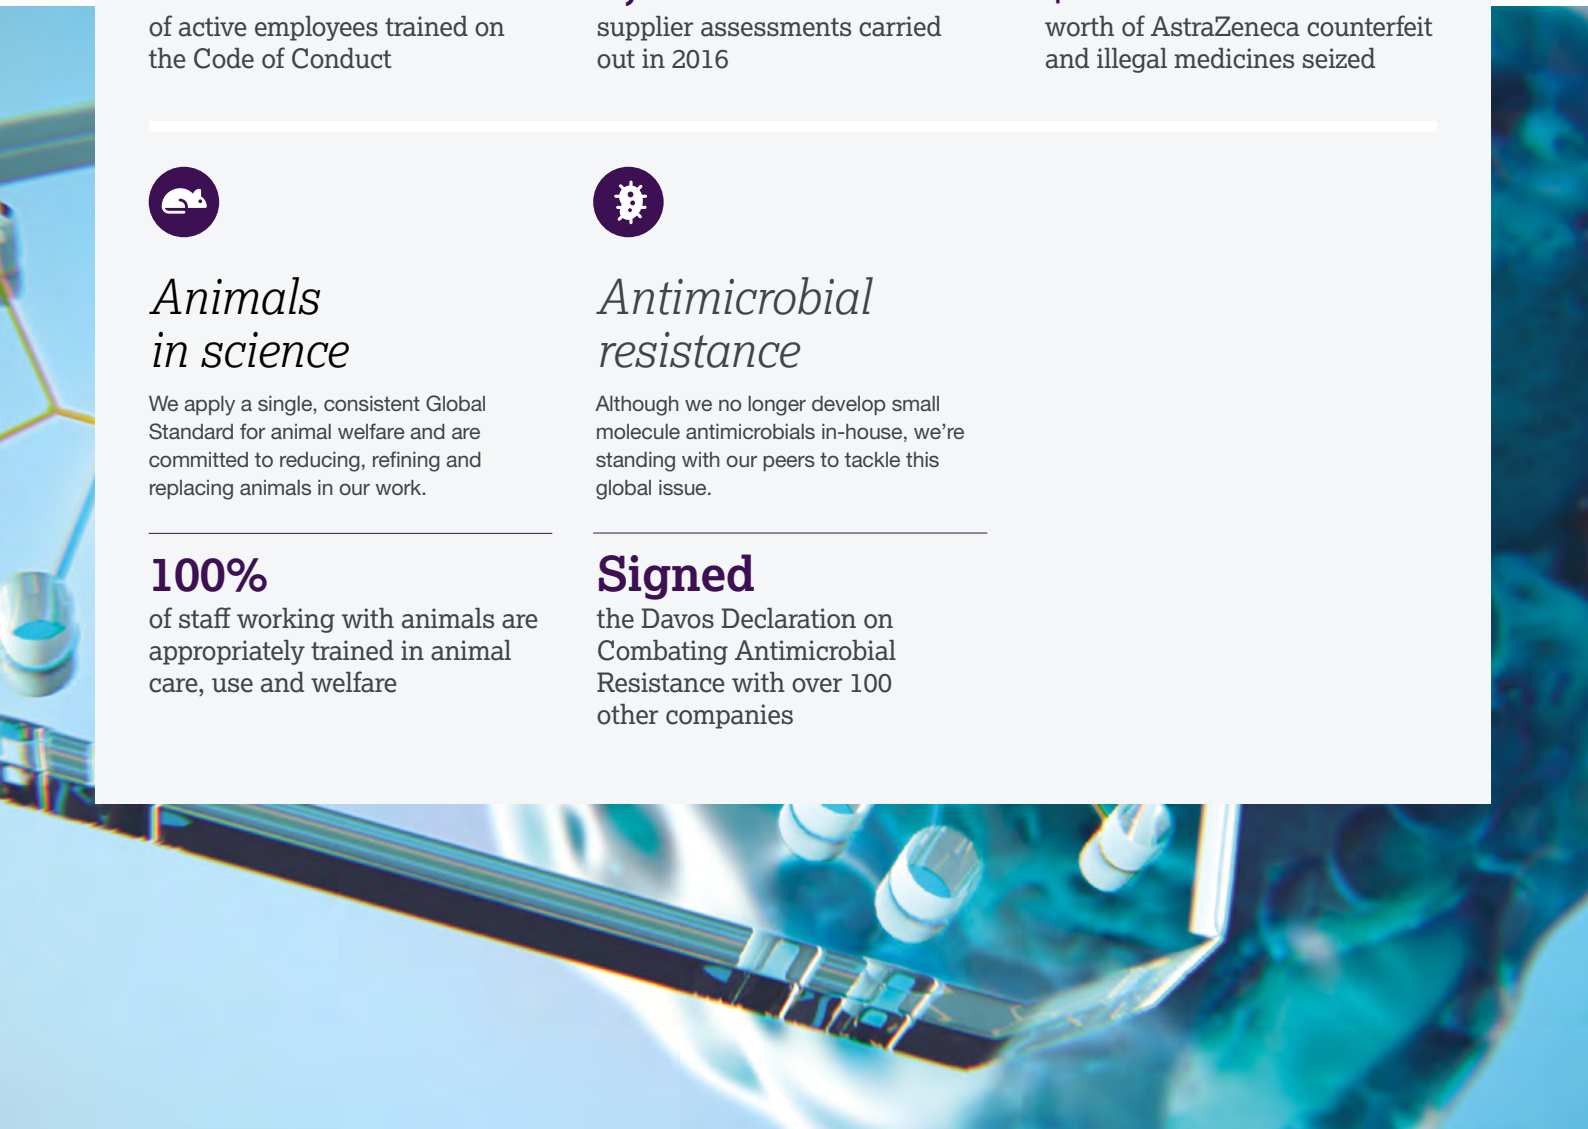 of active employees trained on
the Code of Conduct
supplier assessments carried
out in 2016
worth of AstraZeneca counterfeit
and illegal medicines seized
Animals
in science
We apply a single, consistent Global
Standard for animal welfare and are
committed to reducing, refining and
replacing animals in our work.
100%
of staff working with animals are
appropriately trained in animal
care, use and welfare
Antimicrobial
resistance
Although we no longer develop small
molecule antimicrobials in-house, we’re
standing with our peers to tackle this
global issue.
Signed
the Davos Declaration on
Combating Antimicrobial
Resistance with over 100
other companies